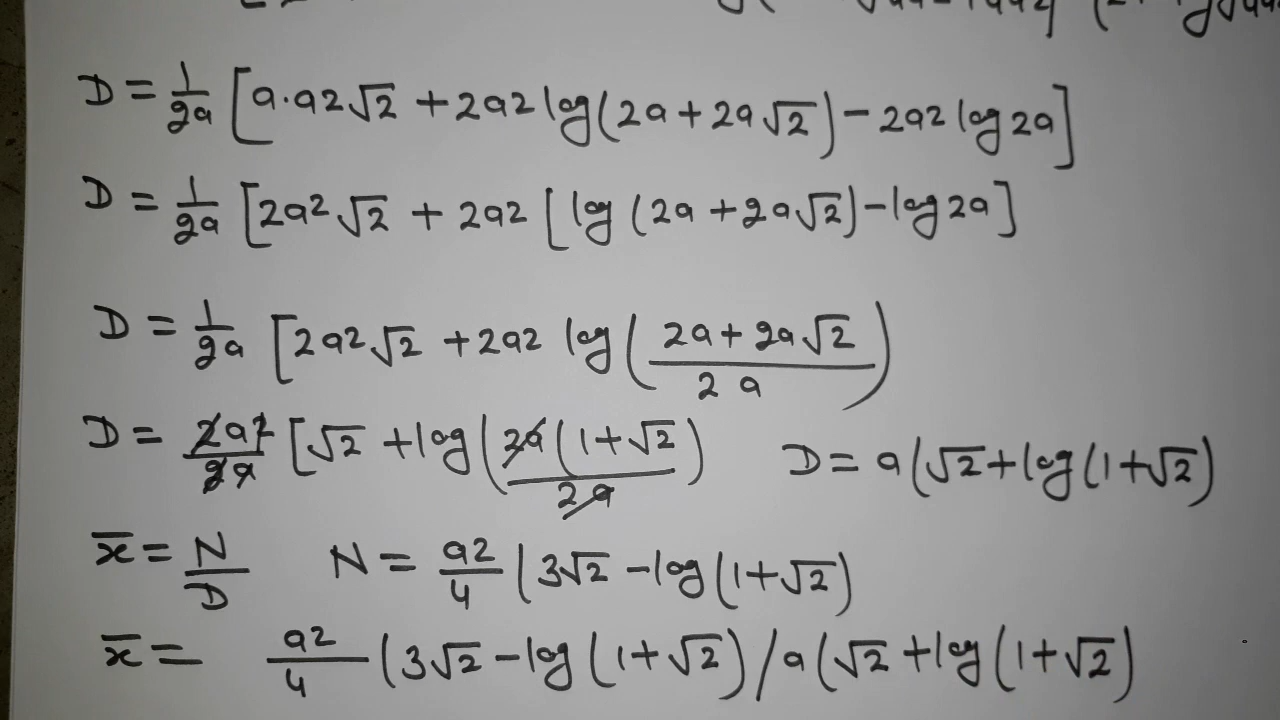 D = 1/2a [a.a2√2 + 2a2 log(2a + 2a√2) - 2a2 log 2a]
D = 1/2a [2a²√2 + 2a2 [log (2a + 2a√2) - log 2a]
D = 1/2a [2a2√2 + 2a2 log (2a + 2a√2 / 2a)
D = 2a2/2a [√2 + log (2a(1+√2) / 2a) D = a(√2 + log(1+√2)
x̄ = N/D N = a2/4 (3√2 - log(1+√2)
x̄ = a2/4 (3√2 - log(1+√2)/a(√2 + log(1+√2)